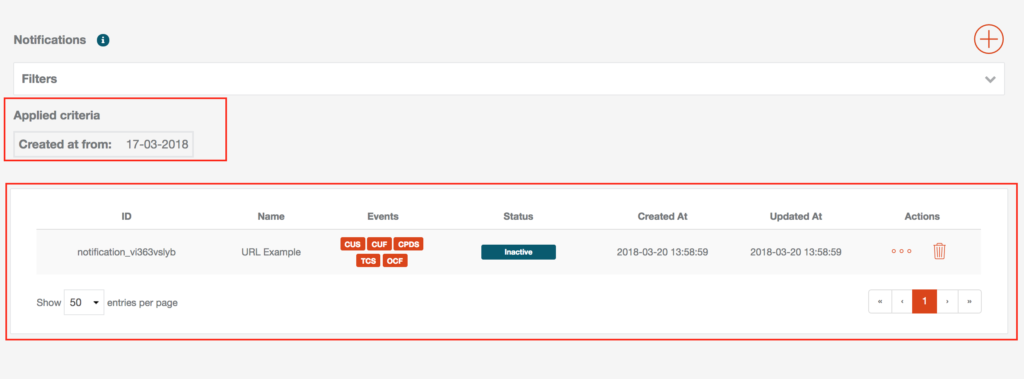 Notifications
Filters
Applied criteria
Created at from: 17-03-2018
ID Name Events Status Created At Updated At Actions
notification_vi363vslyb URL Example CUS CUF CPDS Inactive 2018-03-20 13:58:59 2018-03-20 13:58:59
TCS OCF
Show 50 entries per page « ‹ 1 › »